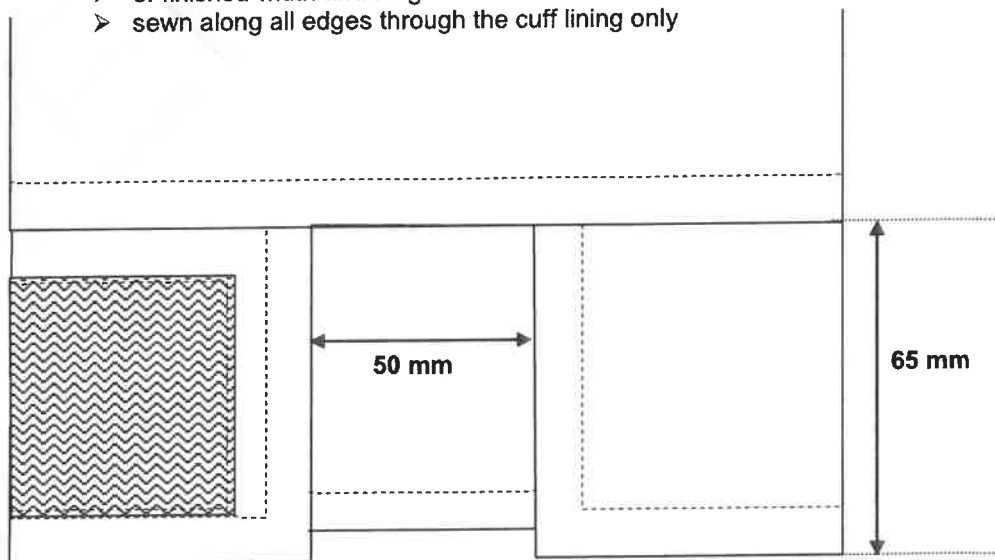 ➢ sewn along all edges through the cuff lining only
50 mm
65 mm